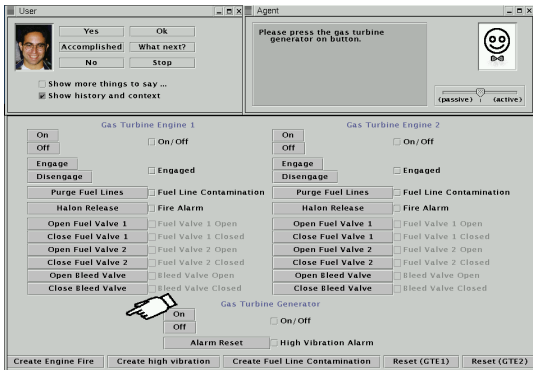 User
Yes Ok
Accomplished What next?
No Stop
Show more things to say ...
Show history and context
Agent
Please press the gas turbine
generator on button.
(passive) (active)
Gas Turbine Engine 1
On
Off
On/Off
Engage
Disengage
Engaged
Purge Fuel Lines Fuel Line Contamination
Halon Release Fire Alarm
Open Fuel Valve 1 Fuel Valve 1 Open
Close Fuel Valve 1 Fuel Valve 1 Closed
Open Fuel Valve 2 Fuel Valve 2 Open
Close Fuel Valve 2 Fuel Valve 2 Closed
Open Bleed Valve Bleed Valve Open
Close Bleed Valve Bleed Valve Closed
Gas Turbine Engine 2
On
Off
On/Off
Engage
Disengage
Engaged
Purge Fuel Lines Fuel Line Contamination
Halon Release Fire Alarm
Open Fuel Valve 1 Fuel Valve 1 Open
Close Fuel Valve 1 Fuel Valve 1 Closed
Open Fuel Valve 2 Fuel Valve 2 Open
Close Fuel Valve 2 Fuel Valve 2 Closed
Open Bleed Valve Bleed Valve Open
Close Bleed Valve Bleed Valve Closed
Gas Turbine Generator
On
Off
On/Off
Alarm Reset High Vibration Alarm
Create Engine Fire Create high vibration Create Fuel Line Contamination Reset (GTE1) Reset (GTE2)